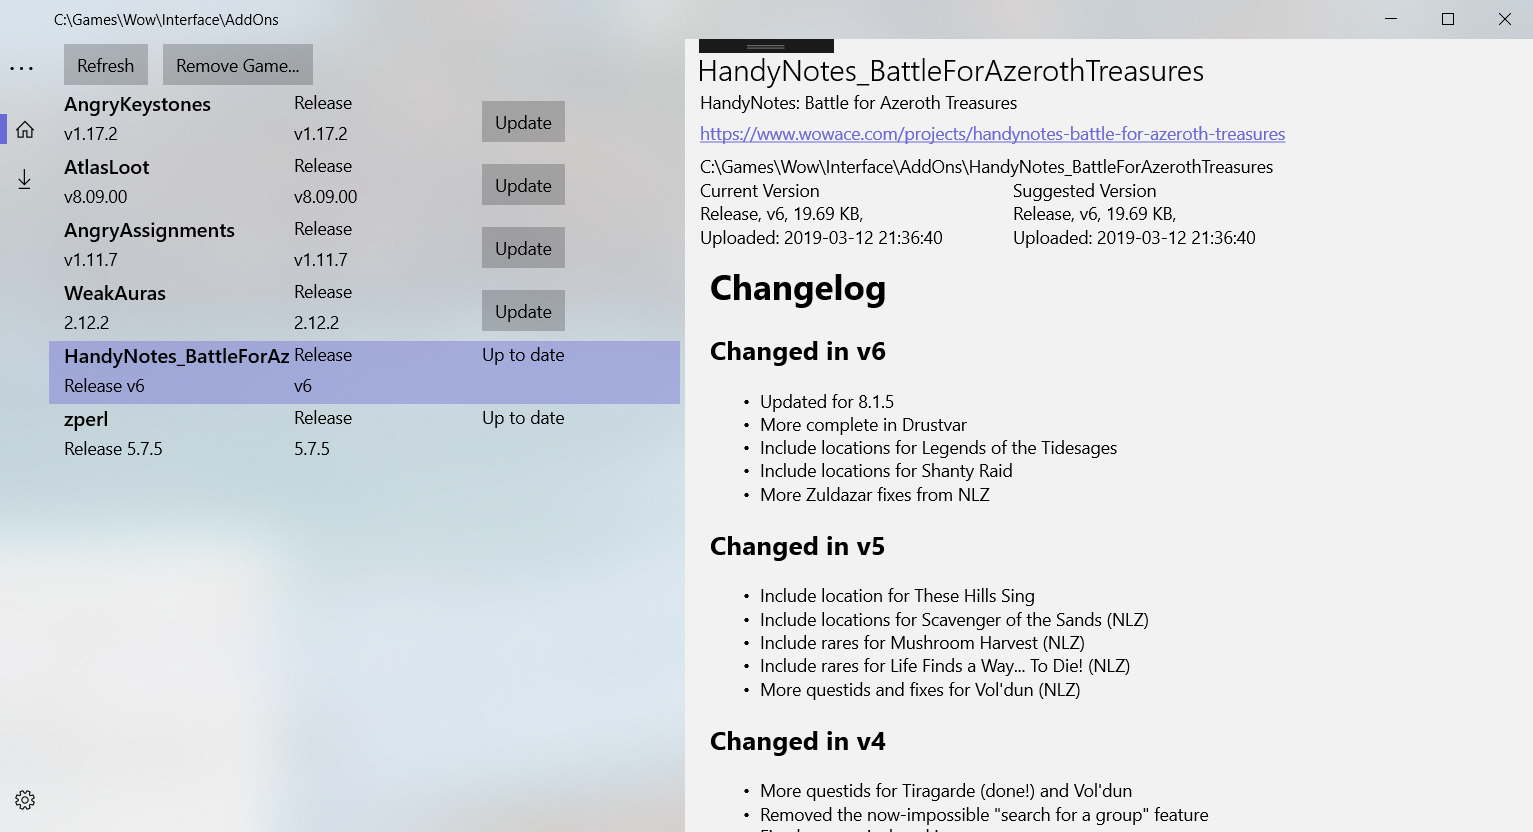 C:\Games\Wow\Interface\AddOns
Refresh
Remove Game...
AngryKeystones
Release
v1.17.2
v1.17.2
Update
AtlasLoot
Release
v8.09.00
v8.09.00
Update
AngryAssignments
Release
v1.11.7
v1.11.7
Update
WeakAuras
Release
2.12.2
2.12.2
Update
HandyNotes_BattleForAz
Release
Up to date
Release v6
v6
zperl
Release
Up to date
Release 5.7.5
5.7.5
HandyNotes_BattleForAzerothTreasures
HandyNotes: Battle for Azeroth Treasures
https://www.wowace.com/projects/handynotes-battle-for-azeroth-treasures
C:\Games\Wow\Interface\AddOns\HandyNotes_BattleForAzerothTreasures
Current Version
Release, v6, 19.69 KB,
Uploaded: 2019-03-12 21:36:40
Suggested Version
Release, v6, 19.69 KB,
Uploaded: 2019-03-12 21:36:40
Changelog
Changed in v6
• Updated for 8.1.5
• More complete in Drustvar
• Include locations for Legends of the Tidesages
• Include locations for Shanty Raid
• More Zuldazar fixes from NLZ
Changed in v5
• Include location for These Hills Sing
• Include locations for Scavenger of the Sands (NLZ)
• Include rares for Mushroom Harvest (NLZ)
• Include rares for Life Finds a Way... To Die! (NLZ)
• More questids and fixes for Vol'dun (NLZ)
Changed in v4
• More questids for Tiragarde (done!) and Vol'dun
• Removed the now-impossible "search for a group" feature